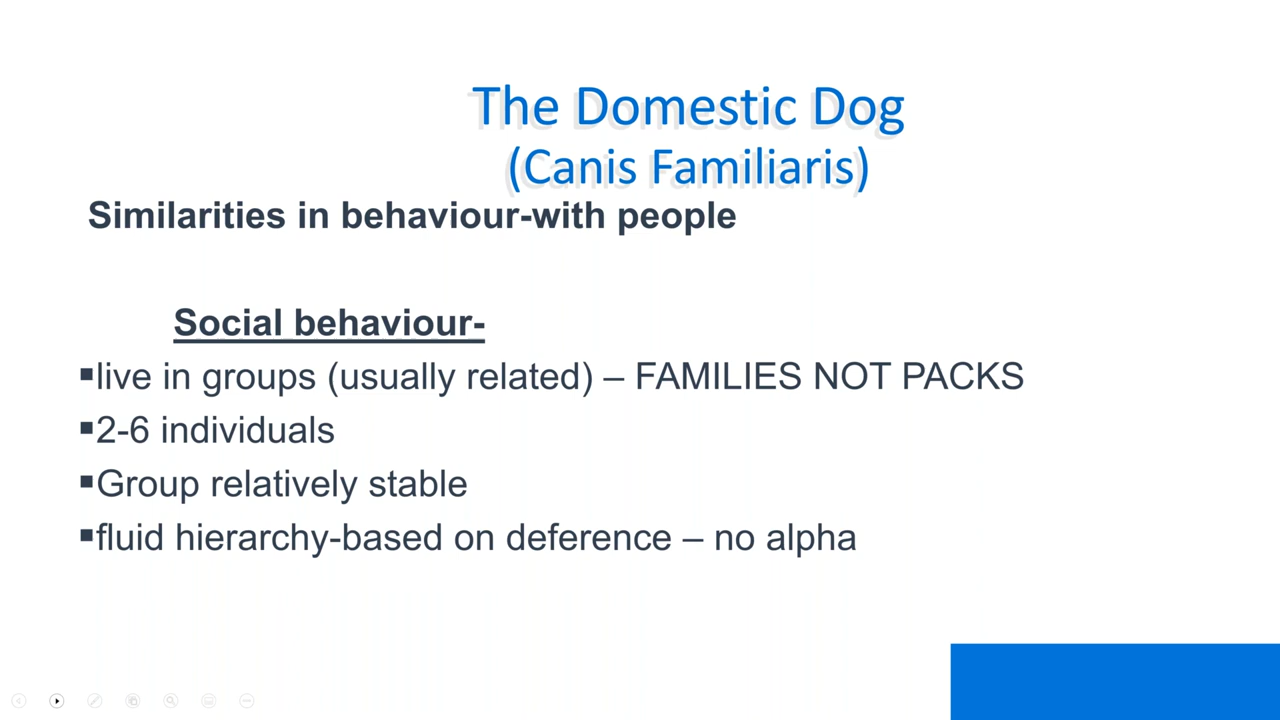 The Domestic Dog
(Canis Familiaris)
Similarities in behaviour-with people
Social behaviour-
▪live in groups (usually related) – FAMILIES NOT PACKS
▪2-6 individuals
▪Group relatively stable
▪fluid hierarchy-based on deference – no alpha